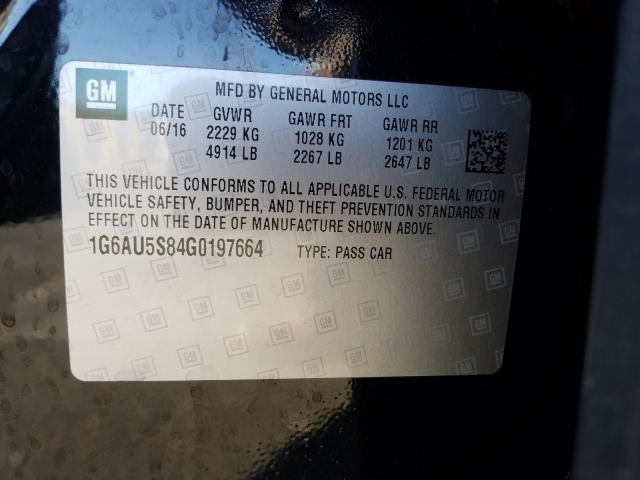 GM
MFD BY GENERAL MOTORS LLC
DATE GVWR GAWR FRT GAWR RR
06/16 2229 KG 1028 KG 1201 KG
4914 LB 2267 LB 2647 LB
THIS VEHICLE CONFORMS TO ALL APPLICABLE U.S. FEDERAL MOTOR
VEHICLE SAFETY, BUMPER, AND THEFT PREVENTION STANDARDS IN
EFFECT ON THE DATE OF MANUFACTURE SHOWN ABOVE.
1G6AU5S84G0197664 TYPE: PASS CAR